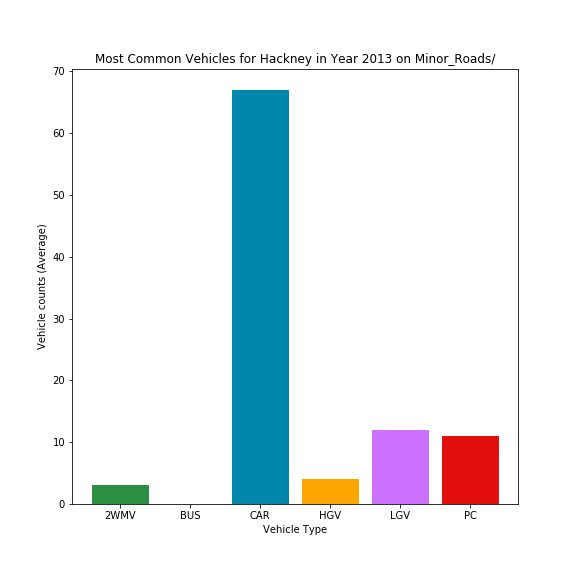 Most Common Vehicles for Hackney in Year 2013 on Minor_Roads/
70
60
50
40
30
20
10
0
Vehicle counts (Average)
2WMV BUS CAR HGV LGV PC
Vehicle Type